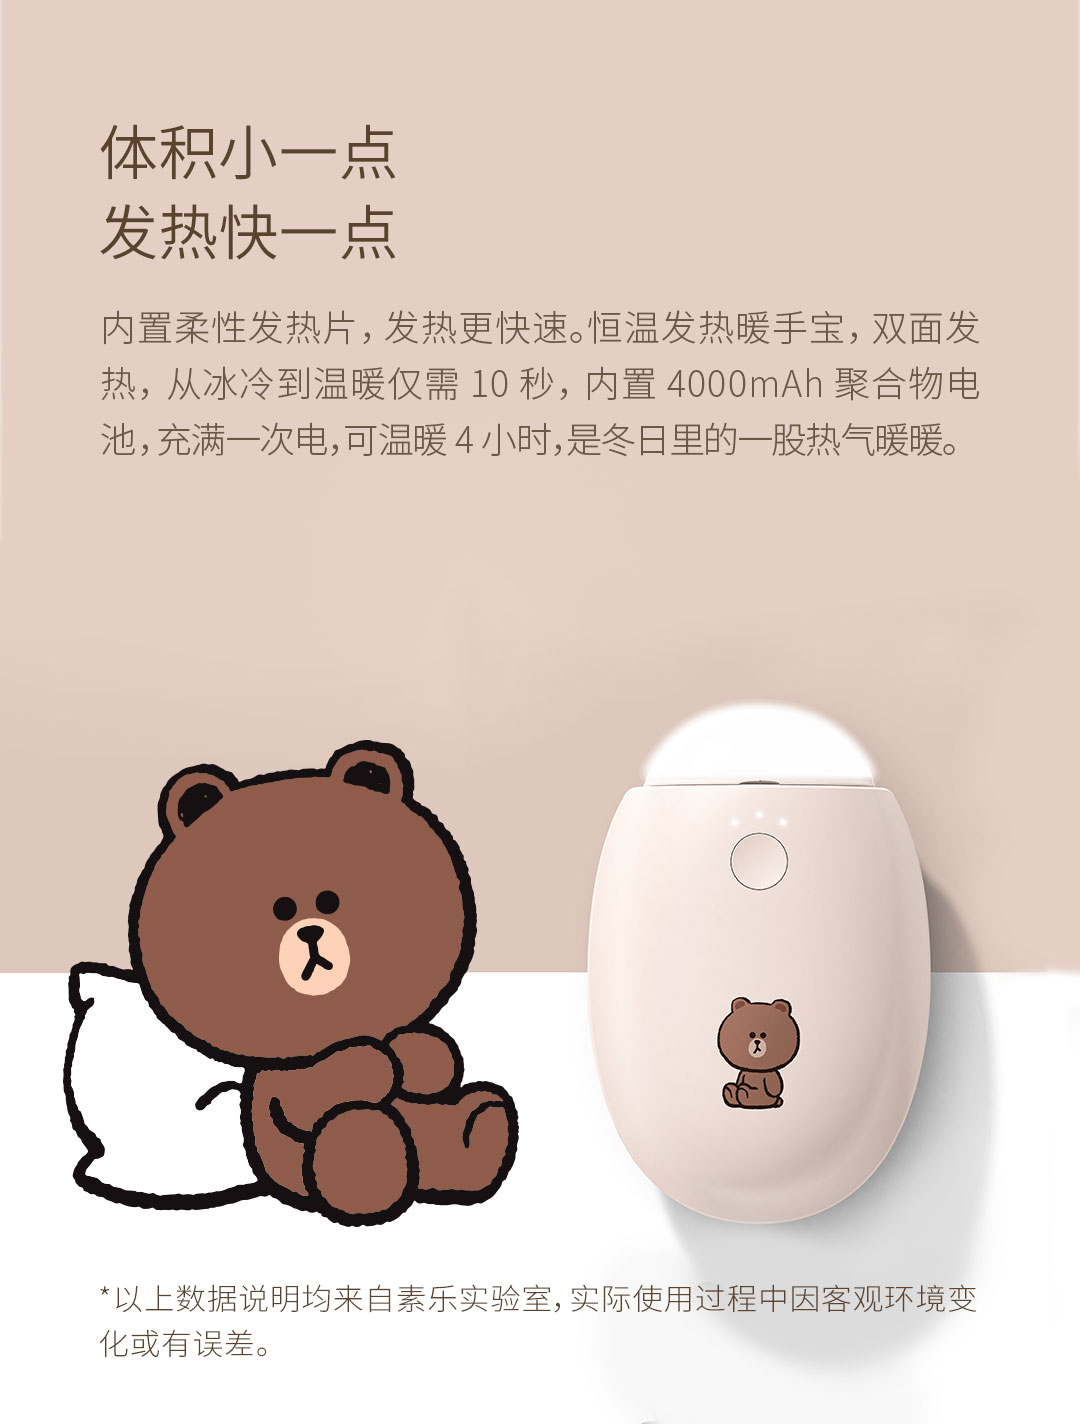 体积小一点
发热快一点
内置柔性发热片，发热更快速。恒温发热暖手宝，双面发
热，从冰冷到温暖仅需 10 秒，内置 4000mAh 聚合物电
池，充满一次电，可温暖 4 小时，是冬日里的一股热气暖暖。
*以上数据说明均来自素乐实验室，实际使用过程中因客观环境变
化或有误差。